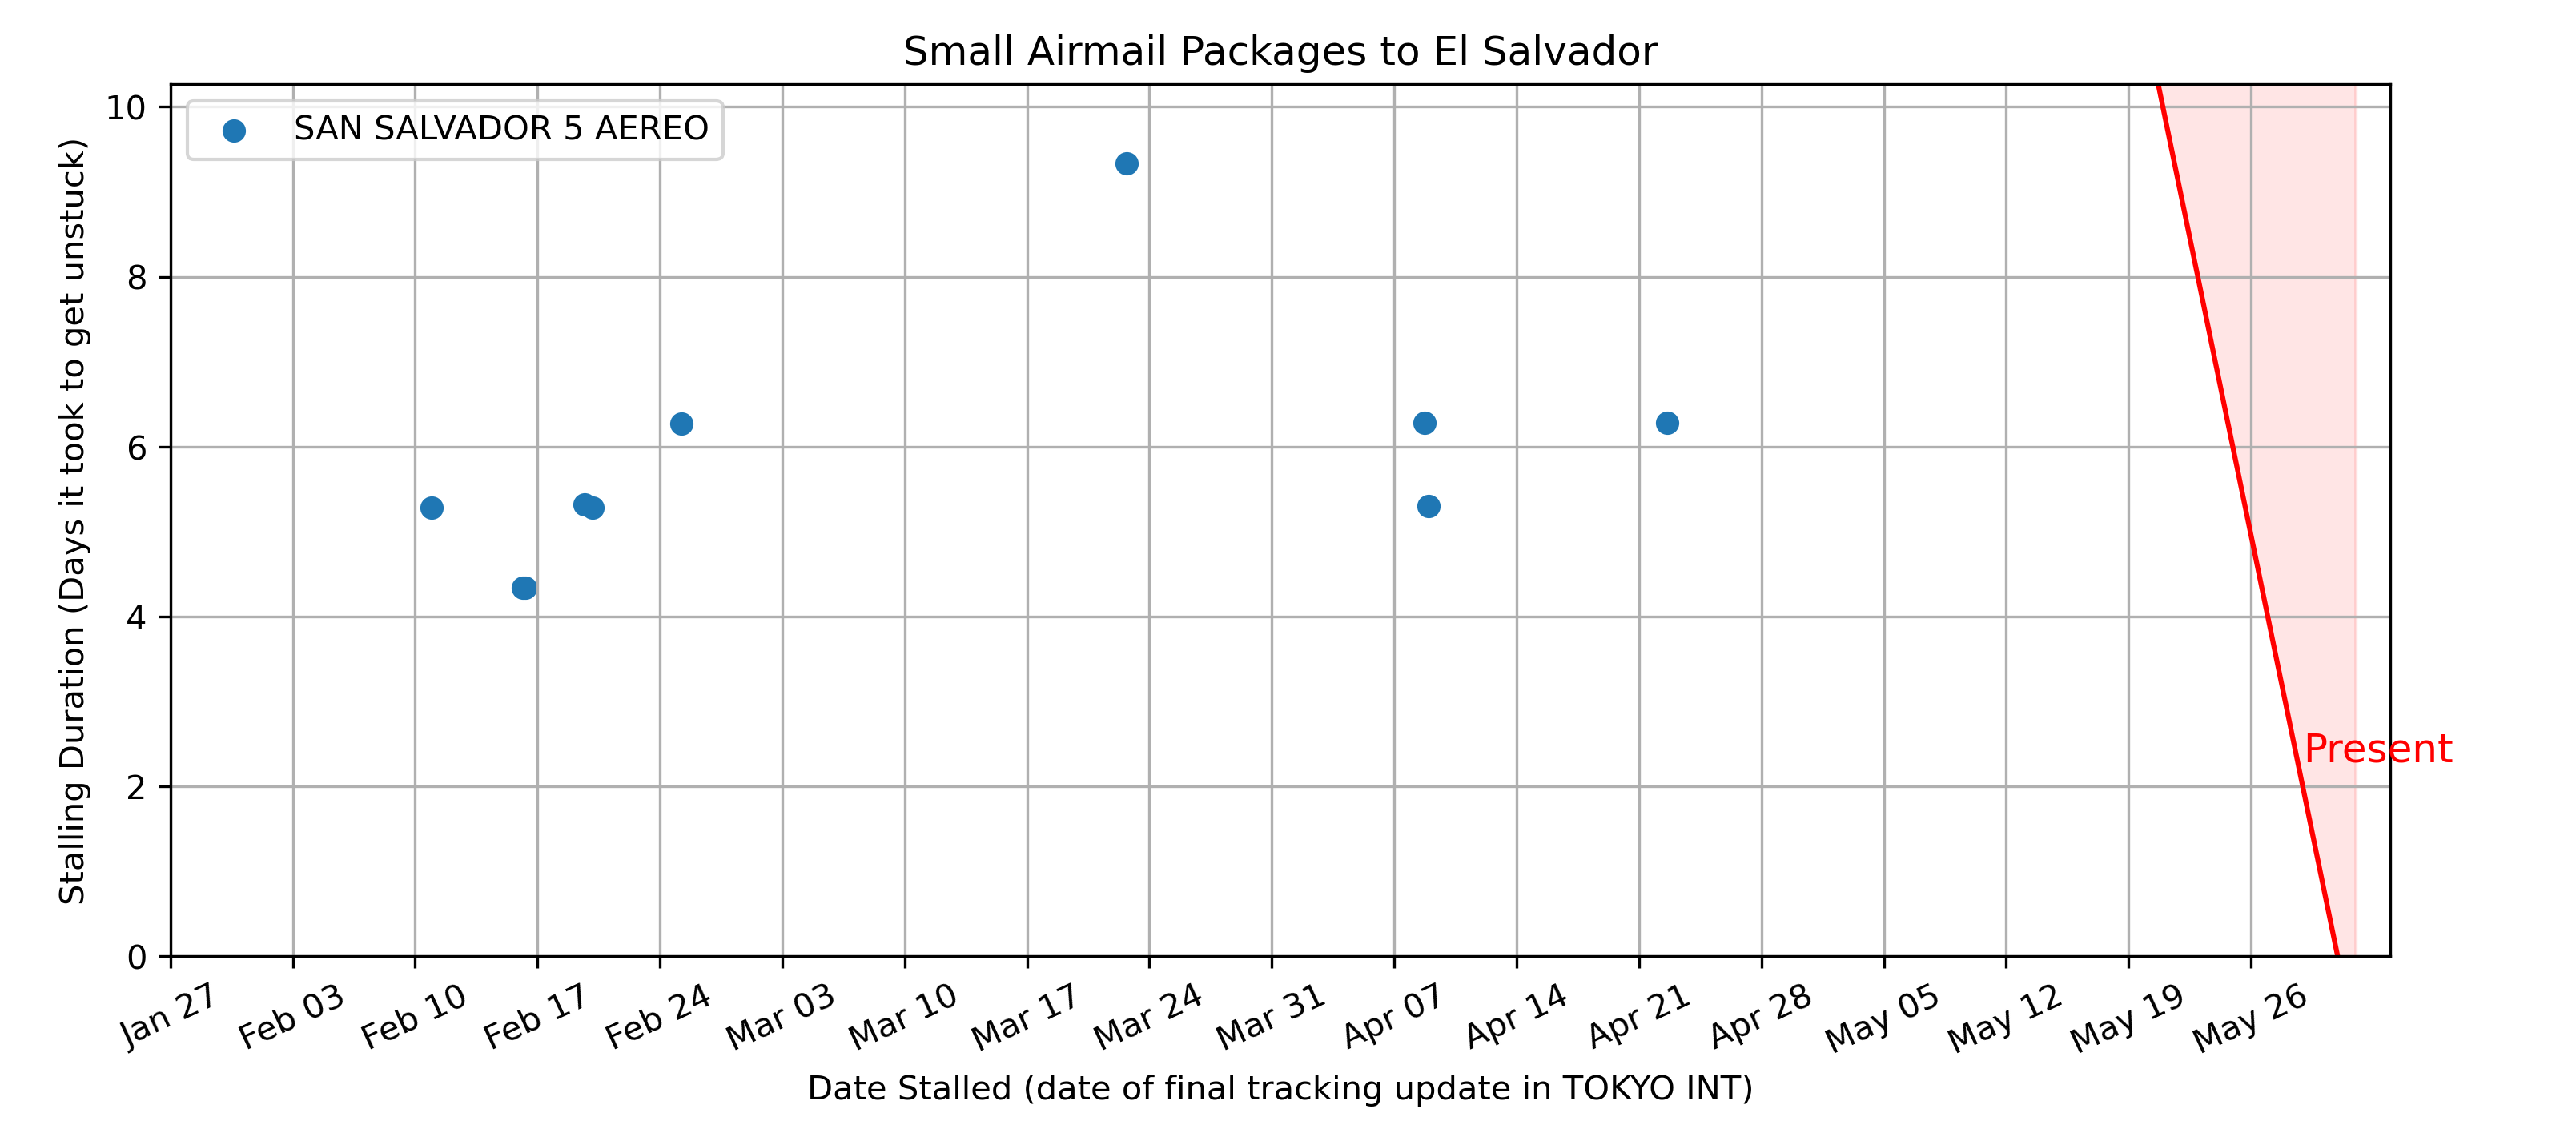 Small Airmail Packages to El Salvador
SAN SALVADOR 5 AEREO
Stalling Duration (Days it took to get unstuck)
10
8
6
4
2
0
Present
Jan 27
Feb 03
Feb 10
Feb 17
Feb 24
Mar 03
Mar 10
Mar 17
Mar 24
Mar 31
Apr 07
Apr 14
Apr 21
Apr 28
May 05
May 12
May 19
May 26
Date Stalled (date of final tracking update in TOKYO INT)